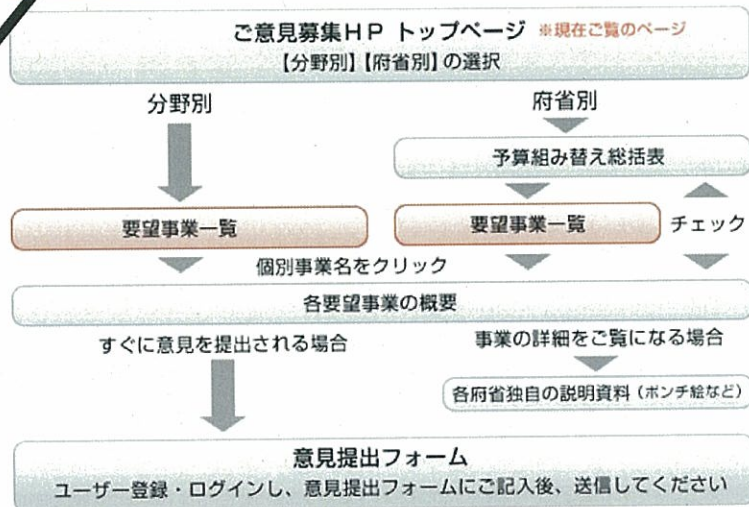 ご意見募集HP トップページ ※現在ご覧のページ
【分野別】【府省別】の選択
分野別
府省別
予算組み替え総括表
要望事業一覧
要望事業一覧
チェック
個別事業名をクリック
各要望事業の概要
すぐに意見を提出される場合
事業の詳細をご覧になる場合
各府省独自の説明資料（ポンチ絵など）
意見提出フォーム
ユーザー登録・ログインし、意見提出フォームにご記入後、送信してください